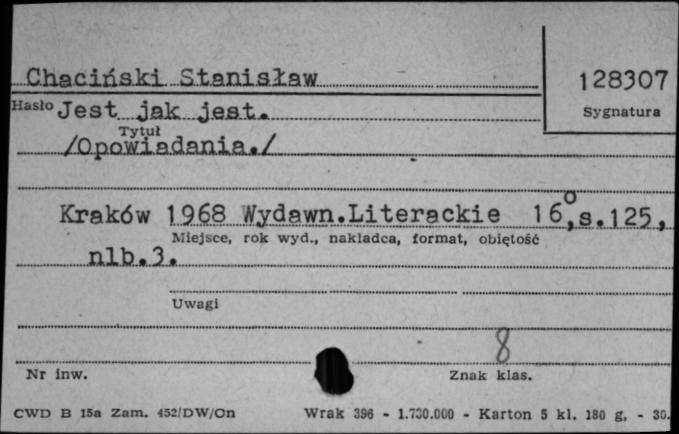 Chaciński Stanisław
128307
Hasło Jest jak jest.
Sygnatura
Tytuł
/Opowiadania./
Kraków 1968 Wydawn.Literackie 16°,s.125,
Miejsce, rok wyd., nakładca, format, obiętość
nlb.3.
Uwagi
8
Nr inw.
Znak klas.
CWD B 15a Zam. 452/DW/On Wrak 396 - 1.730.000 - Karton 5 kl. 180 g. - 30.